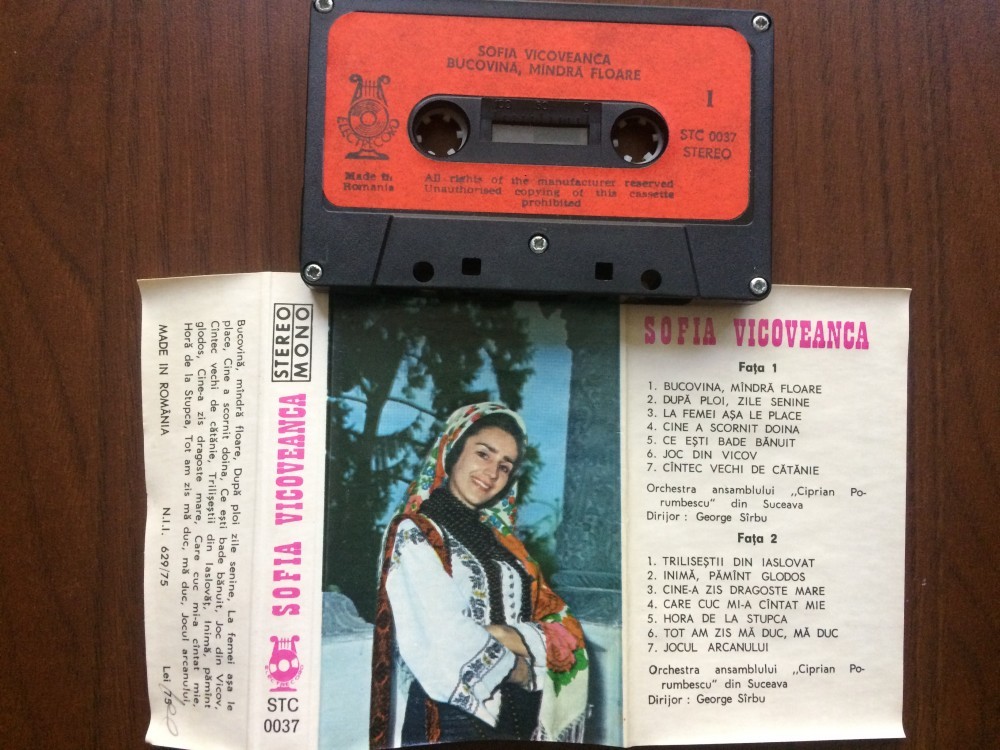 SOFIA VICOVEANCA
BUCOVINA, MÎNDRĂ FLOARE
ELECTRECORD
I
STC 0037
STEREO
Made in
Romania
All rights of the manufacturer reserved
Unauthorised copying of this cassette
prohibited
Bucovină, mîndră floare, După ploi zile senine, La femei așa le
place, Cine a scornit doina, Ce ești bade bănuit, Joc din Vicov,
Cîntec vechi de cătănie, Trilișeștii din Iaslovăț, Inimă, pămînt
glodos, Cine-a zis dragoste mare, Care cuc mi-a cîntat mie,
Horă de la Stupca, Tot am zis mă duc, mă duc, Jocul arcanului,
MADE IN ROMÂNIA N.I.I. 629/75 Lei
STEREO
MONO
SOFIA VICOVEANCA
STC
0037
SOFIA VICOVEANCA
Fața 1
1. BUCOVINA, MÎNDRĂ FLOARE
2. DUPĂ PLOI, ZILE SENINE
3. LA FEMEI AȘA LE PLACE
4. CINE A SCORNIT DOINA
5. CE EȘTI BADE BĂNUIT
6. JOC DIN VICOV
7. CÎNTEC VECHI DE CĂTĂNIE
Orchestra ansamblului „Ciprian Po-
rumbescu” din Suceava
Dirijor : George Sîrbu
Fața 2
1. TRILISEȘTII DIN IASLOVAT
2. INIMĂ, PĂMÎNT GLODOS
3. CINE-A ZIS DRAGOSTE MARE
4. CARE CUC MI-A CÎNTAT MIE
5. HORA DE LA STUPCA
6. TOT AM ZIS MĂ DUC, MĂ DUC
7. JOCUL ARCANULUI
Orchestra ansamblului „Ciprian Po-
rumbescu” din Suceava
Dirijor : George Sîrbu